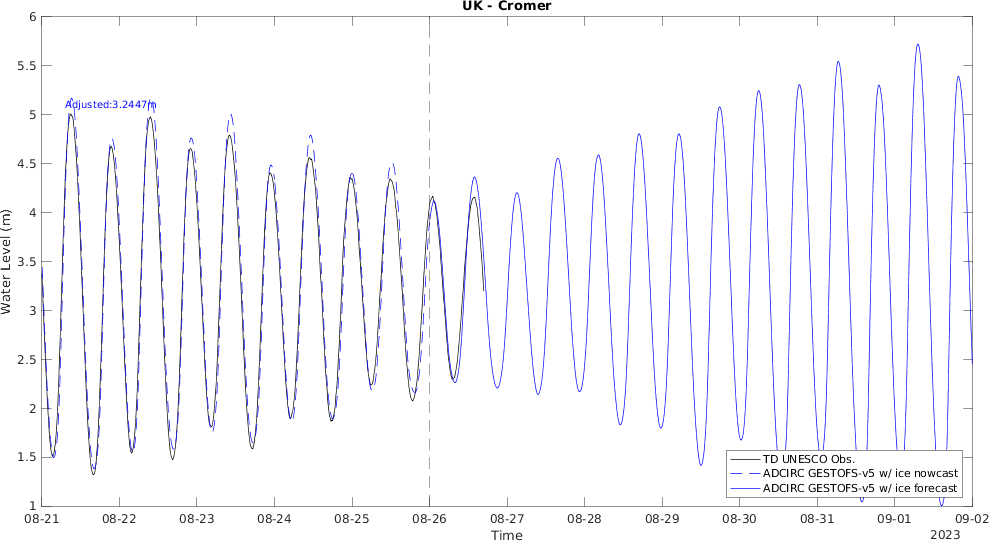 UK - Cromer
6
5.5
5
4.5
4
3.5
3
2.5
2
1.5
1
Water Level (m)
Adjusted:3.2447m
TD UNESCO Obs.
ADCIRC GESTOFS-v5 w/ ice nowcast
ADCIRC GESTOFS-v5 w/ ice forecast
08-21 08-22 08-23 08-24 08-25 08-26 08-27 08-28 08-29 08-30 08-31 09-01 09-02
Time
2023